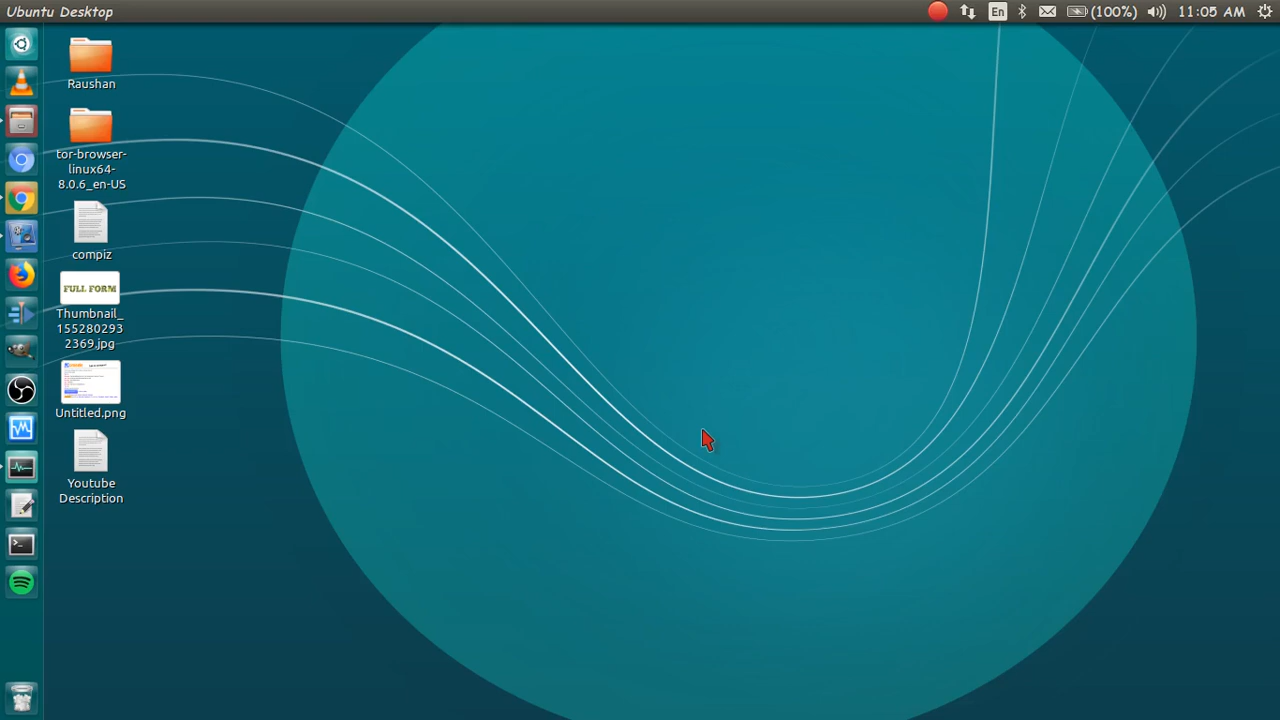 Ubuntu Desktop
En
(100%)
11:05 AM
Raushan
tor-browser-
linux64-
8.0.6_en-US
compiz
FULL FORM
Thumbnail_
155280293
2369.jpg
Untitled.png
Youtube
Description